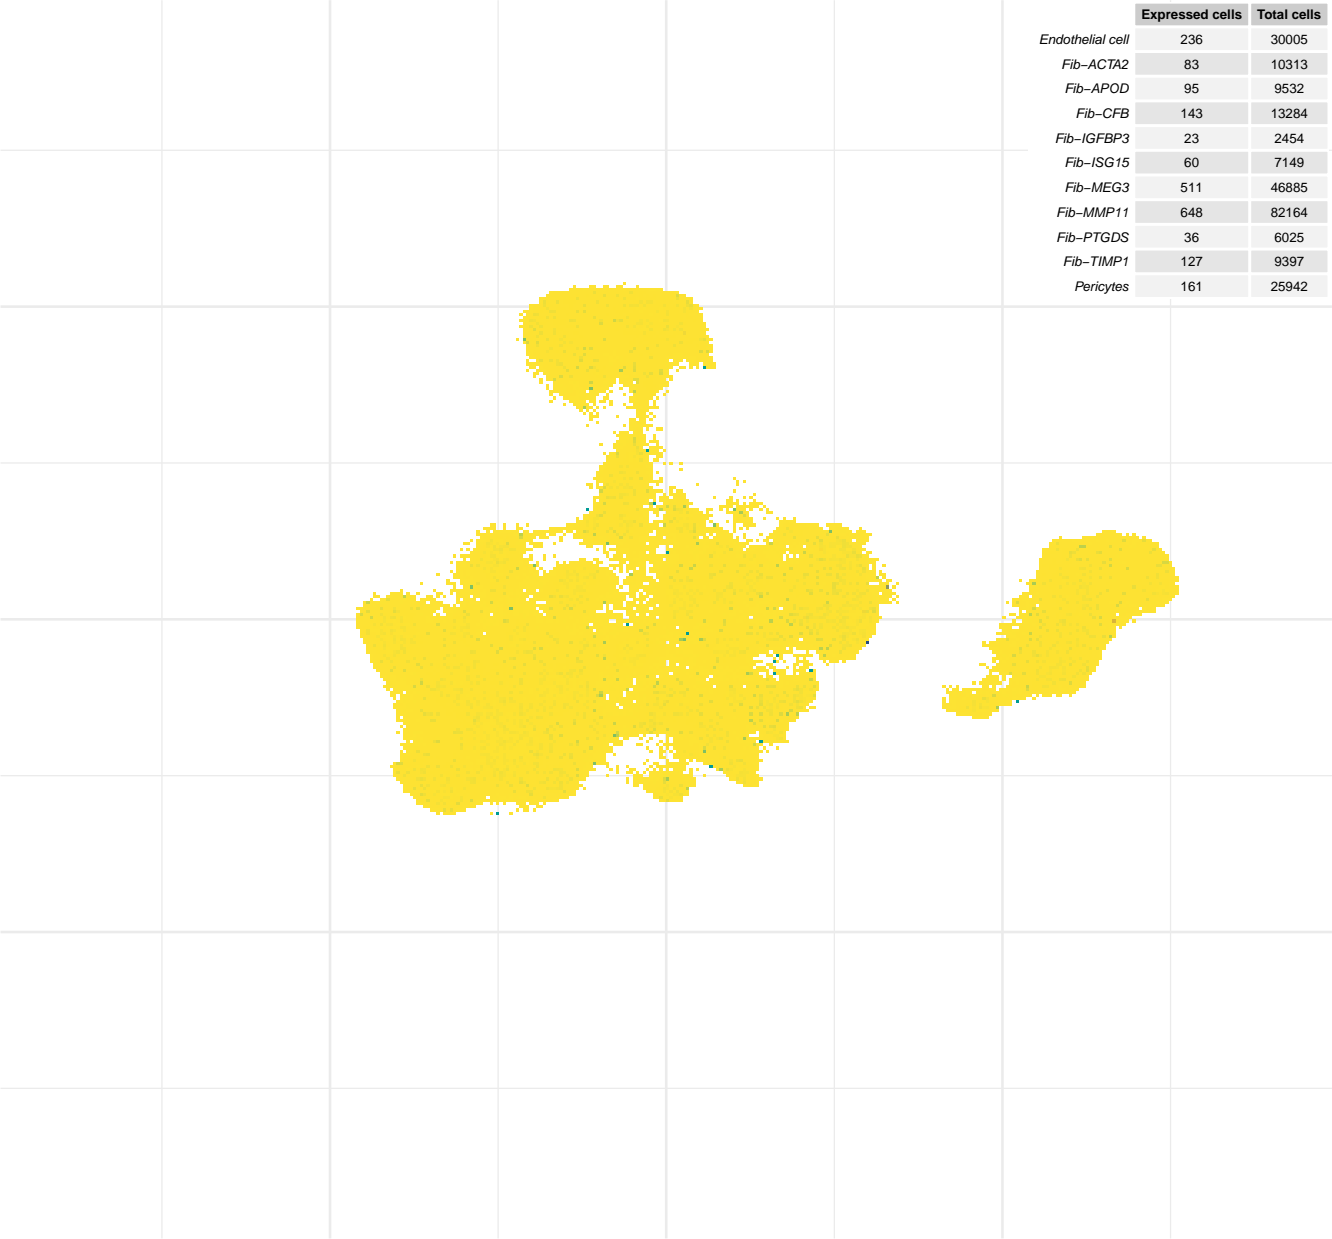 Expressed cells Total cells
Endothelial cell 236 30005
Fib−ACTA2 83 10313
Fib−APOD 95 9532
Fib−CFB 143 13284
Fib−IGFBP3 23 2454
Fib−ISG15 60 7149
Fib−MEG3 511 46885
Fib−MMP11 648 82164
Fib−PTGDS 36 6025
Fib−TIMP1 127 9397
Pericytes 161 25942